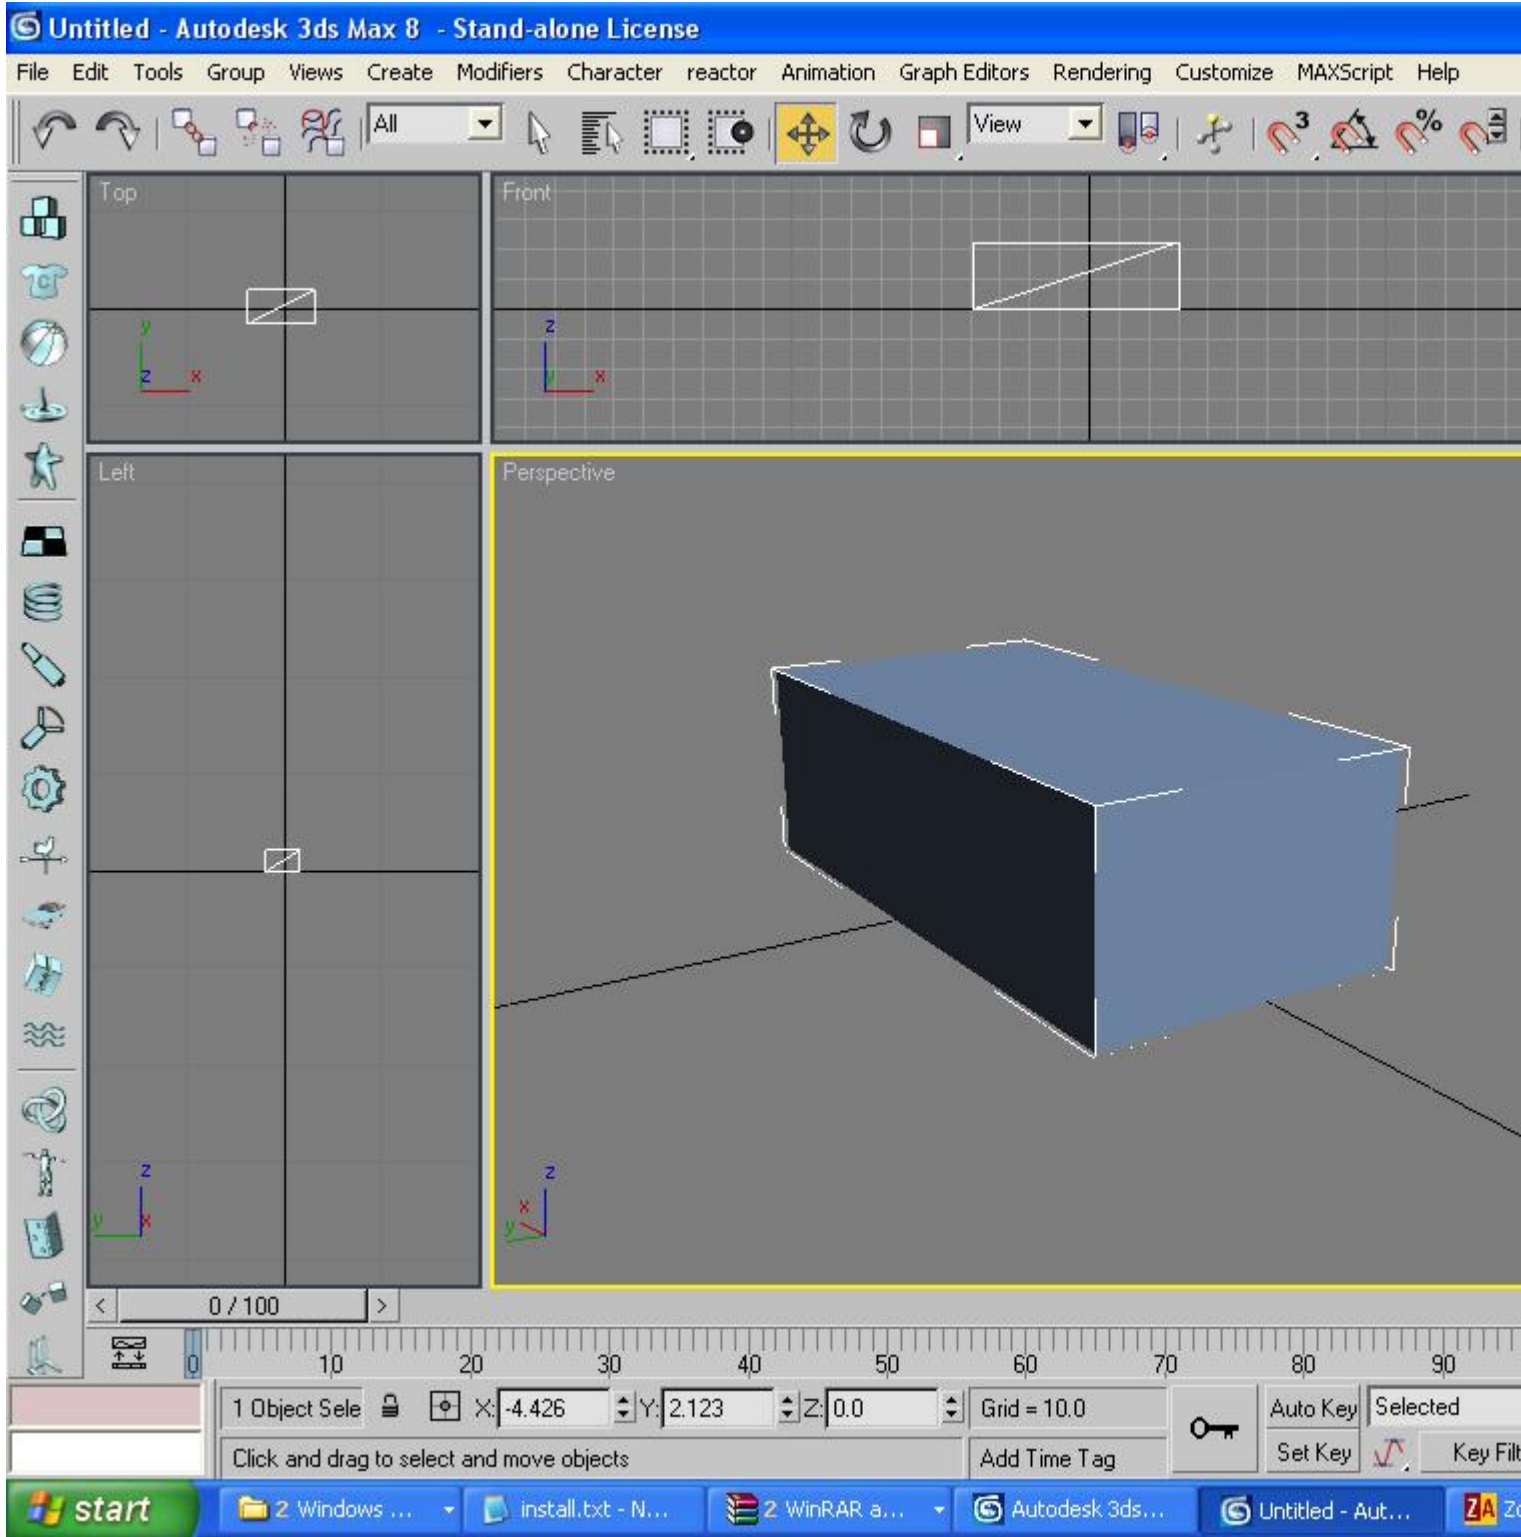 Untitled - Autodesk 3ds Max 8 - Stand-alone License
File Edit Tools Group Views Create Modifiers Character reactor Animation Graph Editors Rendering Customize MAXScript Help
All View 3 %
Top Front
y z x
z y x
Left Perspective
z y x
z x y
< 0 / 100 >
0 10 20 30 40 50 60 70 80 90
1 Object Sele X: -4.426 Y: 2.123 Z: 0.0 Grid = 10.0 Auto Key Selected
Click and drag to select and move objects Add Time Tag Set Key Key Filt
start 2 Windows ... install.txt - N... 2 WinRAR a... Autodesk 3ds... Untitled - Aut... ZA